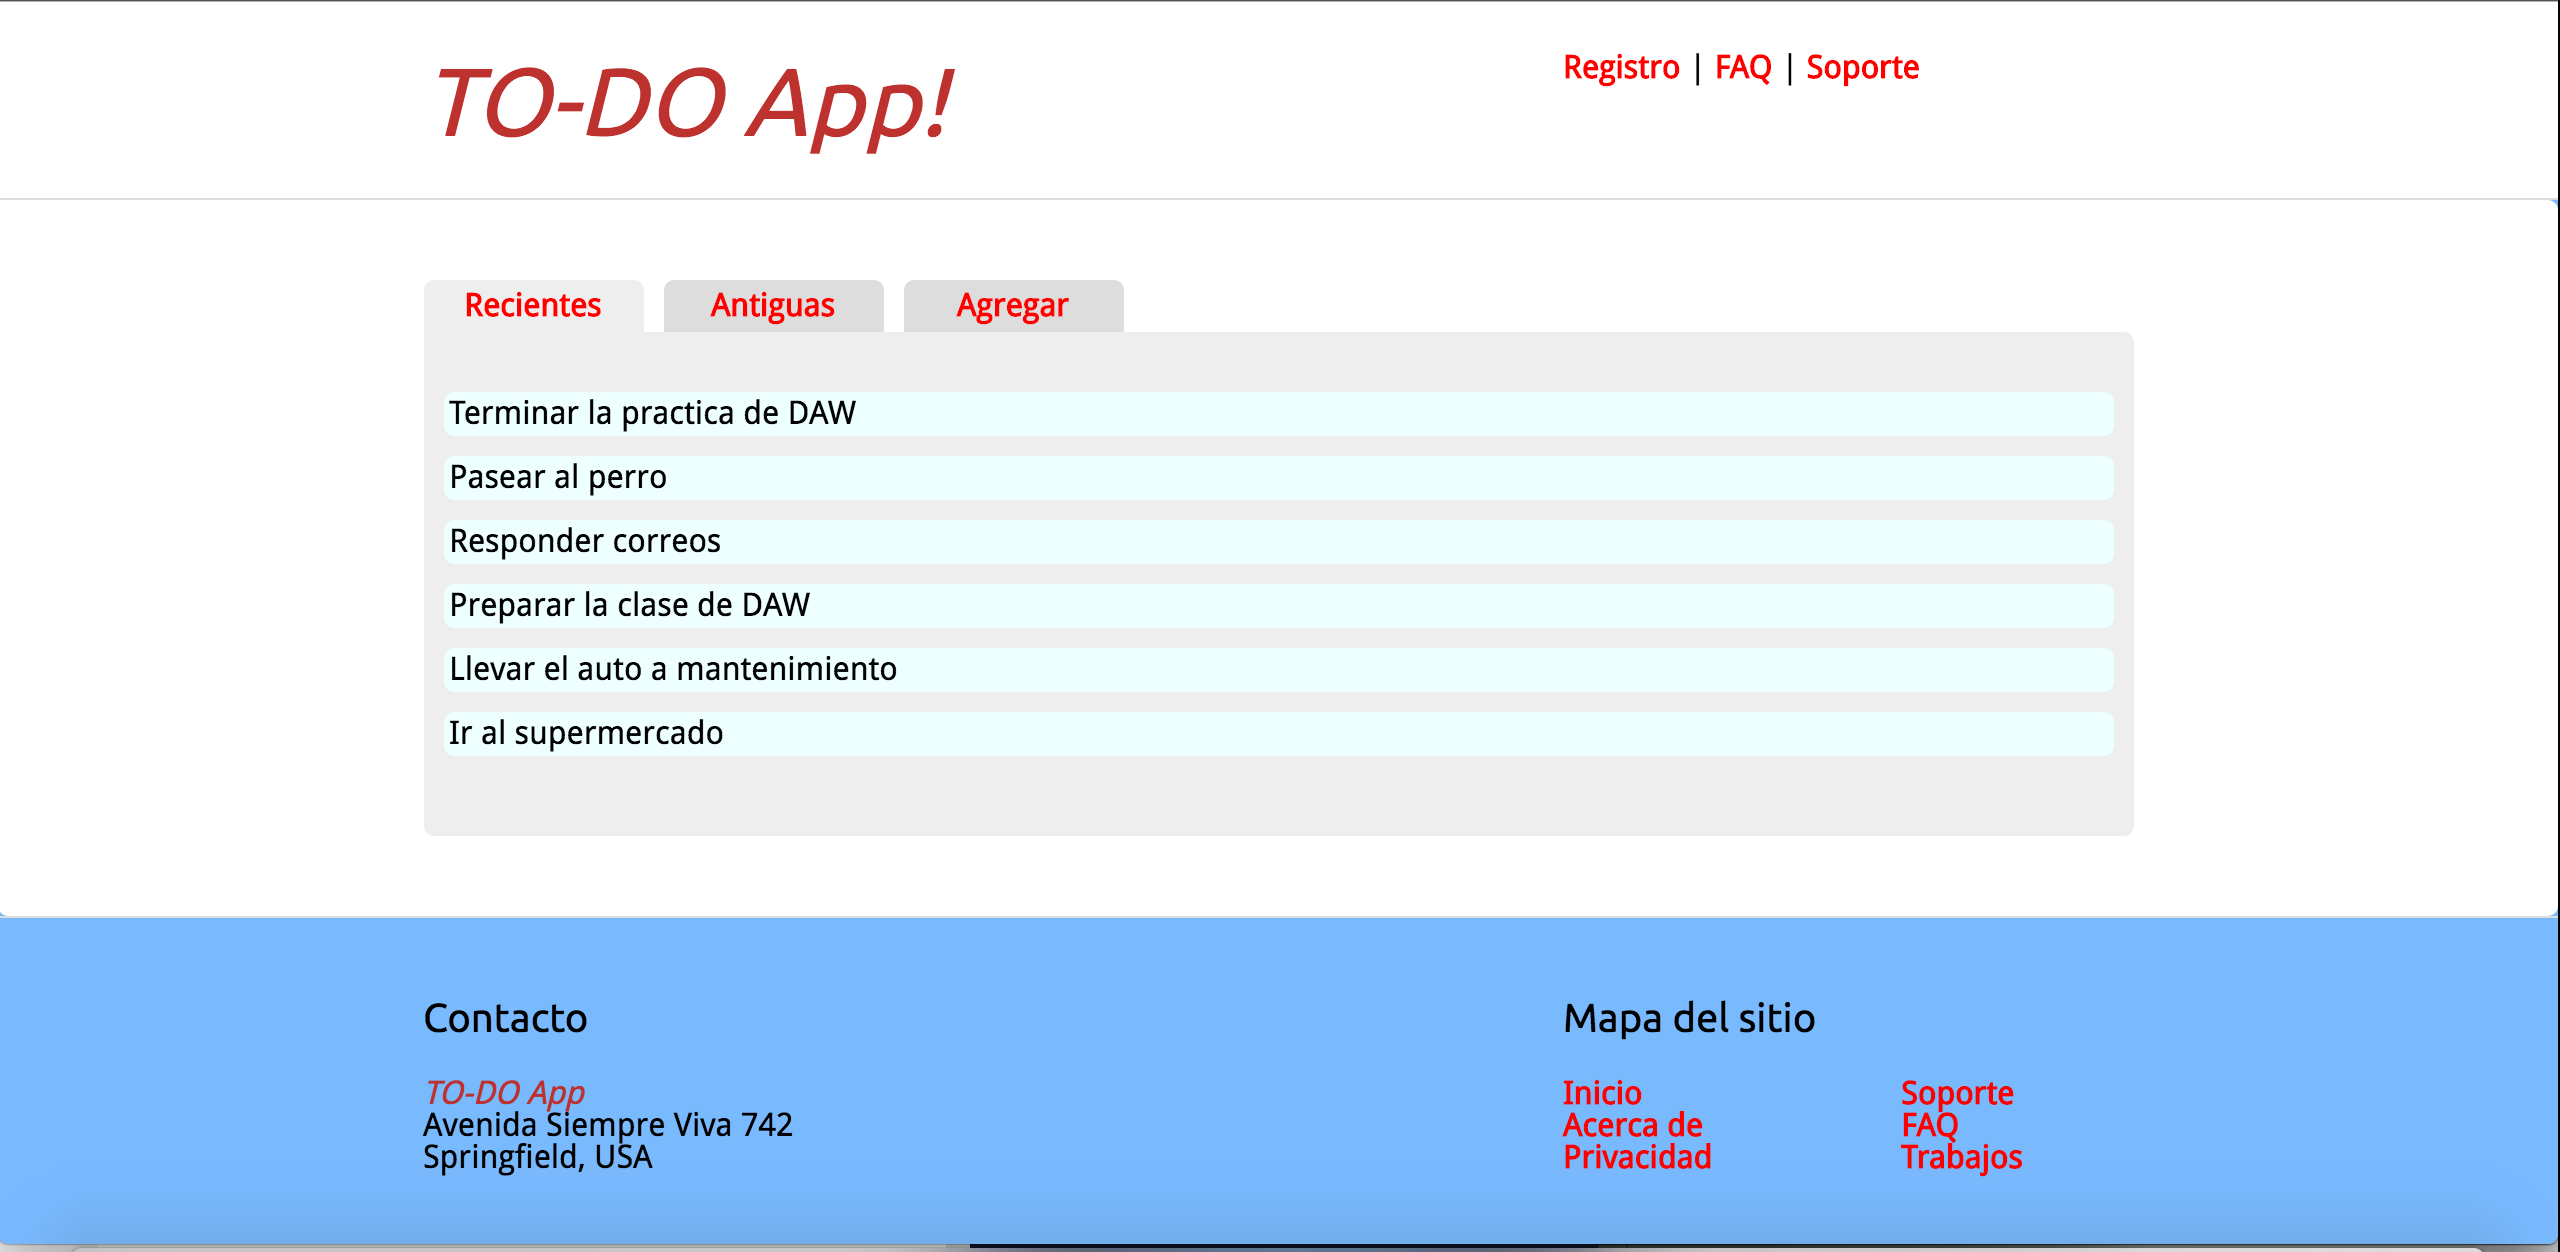 TO-DO App!
Registro | FAQ | Soporte
Recientes
Antiguas
Agregar
Terminar la practica de DAW
Pasear al perro
Responder correos
Preparar la clase de DAW
Llevar el auto a mantenimiento
Ir al supermercado
Contacto
TO-DO App
Avenida Siempre Viva 742
Springfield, USA
Mapa del sitio
Inicio
Acerca de
Privacidad
Soporte
FAQ
Trabajos